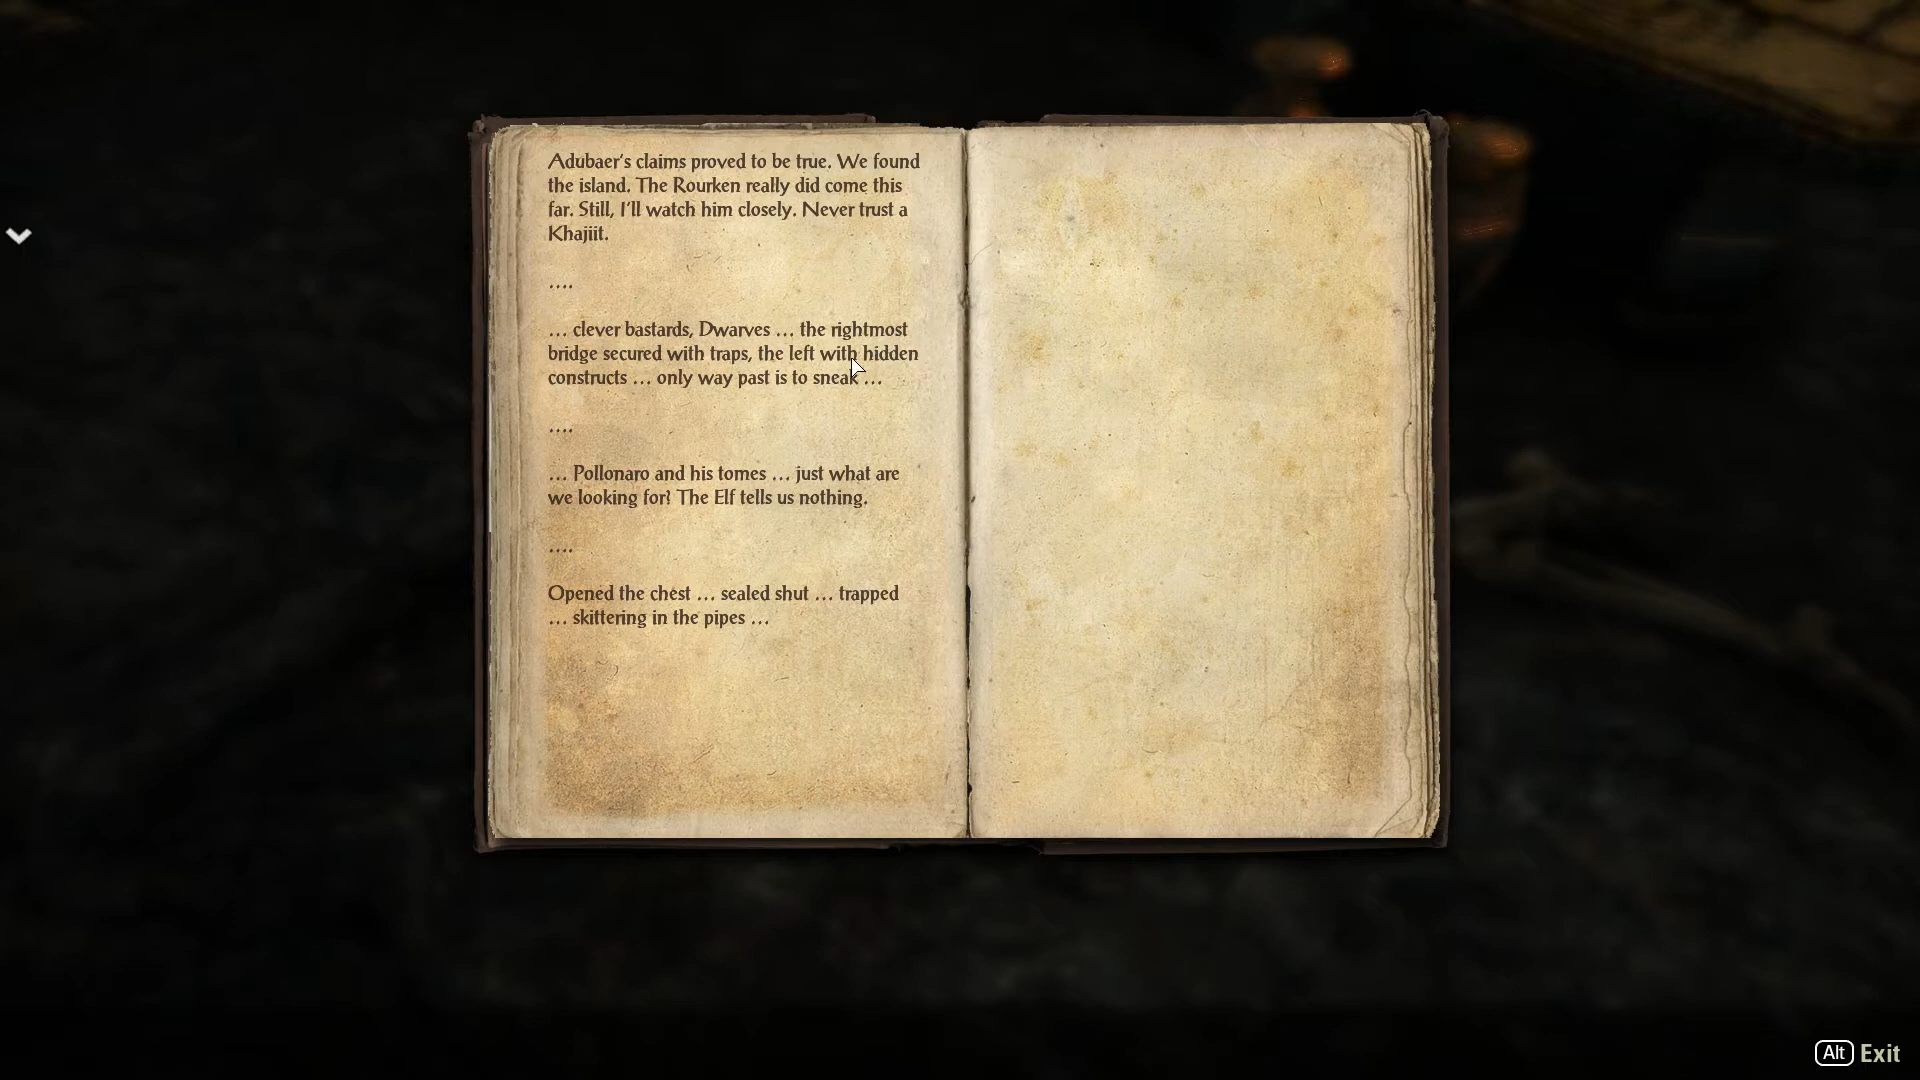 Adubaer's claims proved to be true. We found
the island. The Rourken really did come this
far. Still, I'll watch him closely. Never trust a
Khajiit.
....
... clever bastards, Dwarves ... the rightmost
bridge secured with traps, the left with hidden
constructs ... only way past is to sneak ...
....
... Pollonaro and his tomes ... just what are
we looking for? The Elf tells us nothing.
....
Opened the chest ... sealed shut ... trapped
... skittering in the pipes ...
Alt Exit